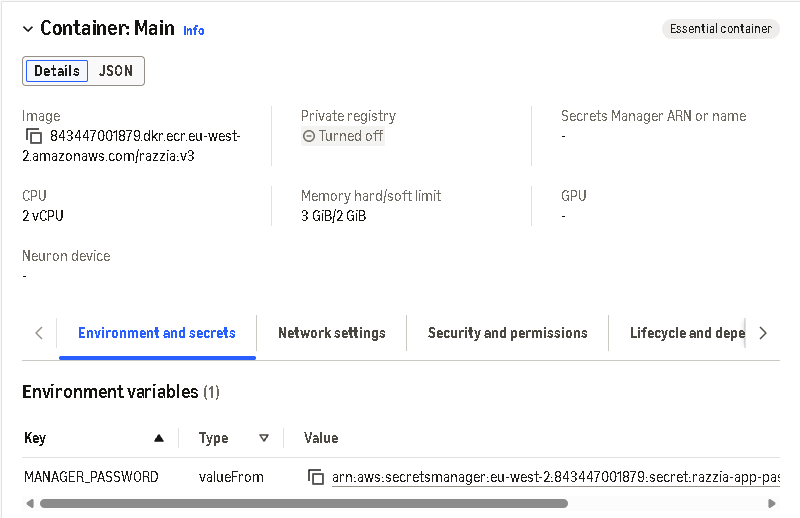 Container: Main Info
Essential container
Details JSON
Image
843447001879.dkr.ecr.eu-west-
2.amazonaws.com/razzia:v3
Private registry
Turned off
Secrets Manager ARN or name
-
CPU
2 vCPU
Memory hard/soft limit
3 GiB/2 GiB
GPU
-
Neuron device
-
Environment and secrets Network settings Security and permissions Lifecycle and depe
Environment variables (1)
Key Type Value
MANAGER_PASSWORD valueFrom arn:aws:secretsmanager:eu-west-2:843447001879:secret:razzia-app-pas